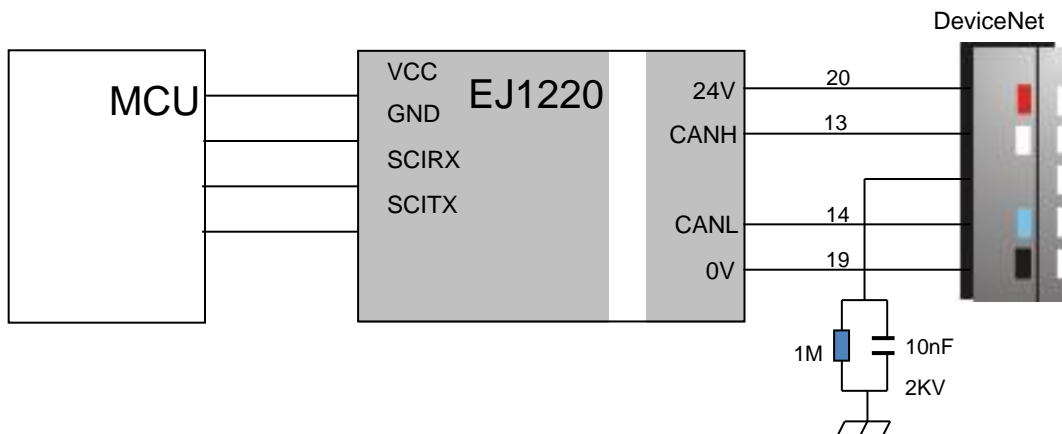 DeviceNet
MCU
VCC
GND
SCIRX
SCITX
EJ1220
24V
CANH
CANL
0V
20
13
14
19
1M
10nF
2KV